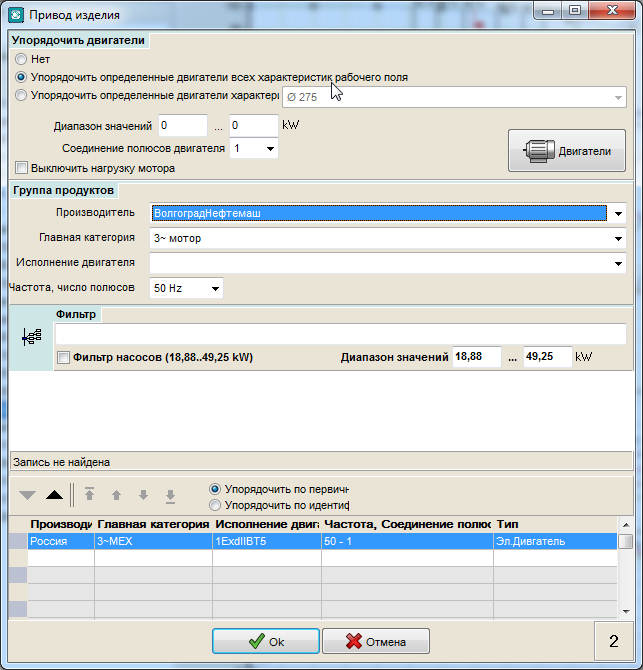 Привод изделия
Упорядочить двигатели
Нет
Упорядочить определенные двигатели всех характеристик рабочего поля
Упорядочить определенные двигатели характери Ø 275
Диапазон значений 0 ... 0 kW
Соединение полюсов двигателя 1
Двигатели
Выключить нагрузку мотора
Группа продуктов
Производитель ВолгоградНефтемаш
Главная категория 3~ мотор
Исполнение двигателя
Частота, число полюсов 50 Hz
Фильтр
Фильтр насосов (18,88..49,25 kW) Диапазон значений 18,88 ... 49,25 kW
Запись не найдена
Упорядочить по первичн
Упорядочить по идентиф
Производи Главная категория Исполнение двига Частота, Соединение полюс Тип
Россия 3~МЕХ 1ExdIIBT5 50 - 1 Эл.Дивгатель
Ok Отмена 2